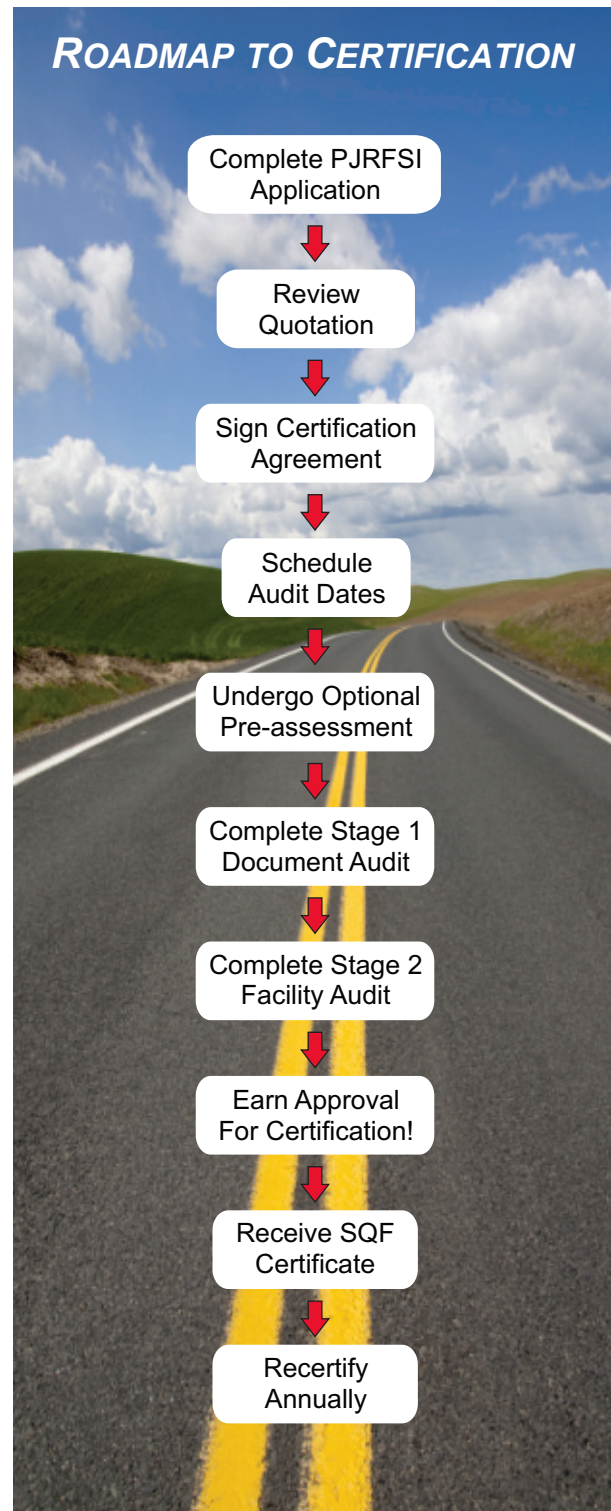 ROADMAP TO CERTIFICATION
Complete PJRFSI
Application
Review
Quotation
Sign Certification
Agreement
Schedule
Audit Dates
Undergo Optional
Pre-assessment
Complete Stage 1
Document Audit
Complete Stage 2
Facility Audit
Earn Approval
For Certification!
Receive SQF
Certificate
Recertify
Annually